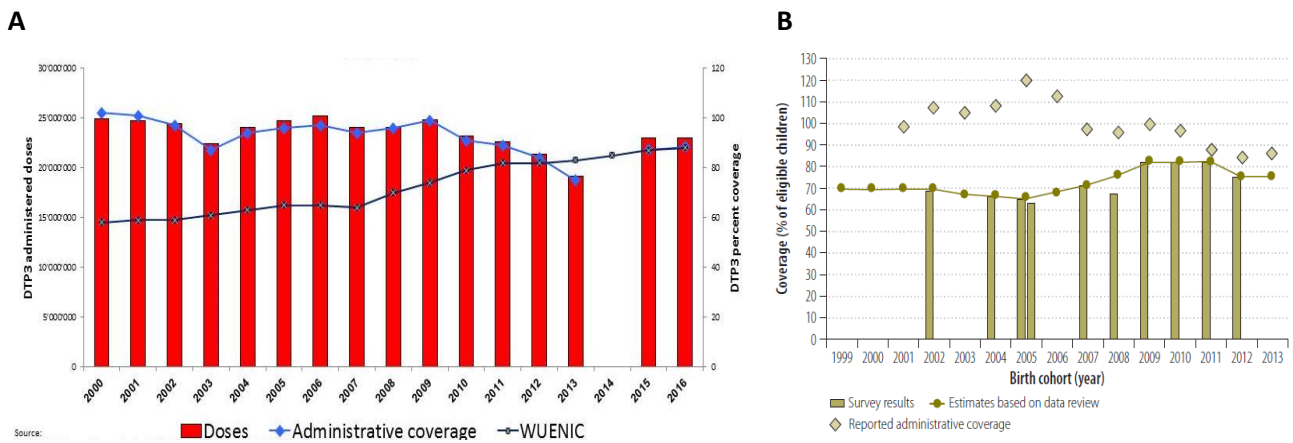 A
30'000'000
25'000'000
20'000'000
15'000'000
10'000'000
5'000'000
0
DTP3 administered doses
120
100
80
60
40
20
0
DTP3 percent coverage
2000 2001 2002 2003 2004 2005 2006 2007 2008 2009 2010 2011 2012 2013 2014 2015 2016
Source:
Doses Administrative coverage WUENIC
B
130
120
110
100
90
80
70
60
50
40
30
20
10
0
Coverage (% of eligible children)
1999 2000 2001 2002 2003 2004 2005 2006 2007 2008 2009 2010 2011 2012 2013
Birth cohort (year)
Survey results Estimates based on data review
Reported administrative coverage